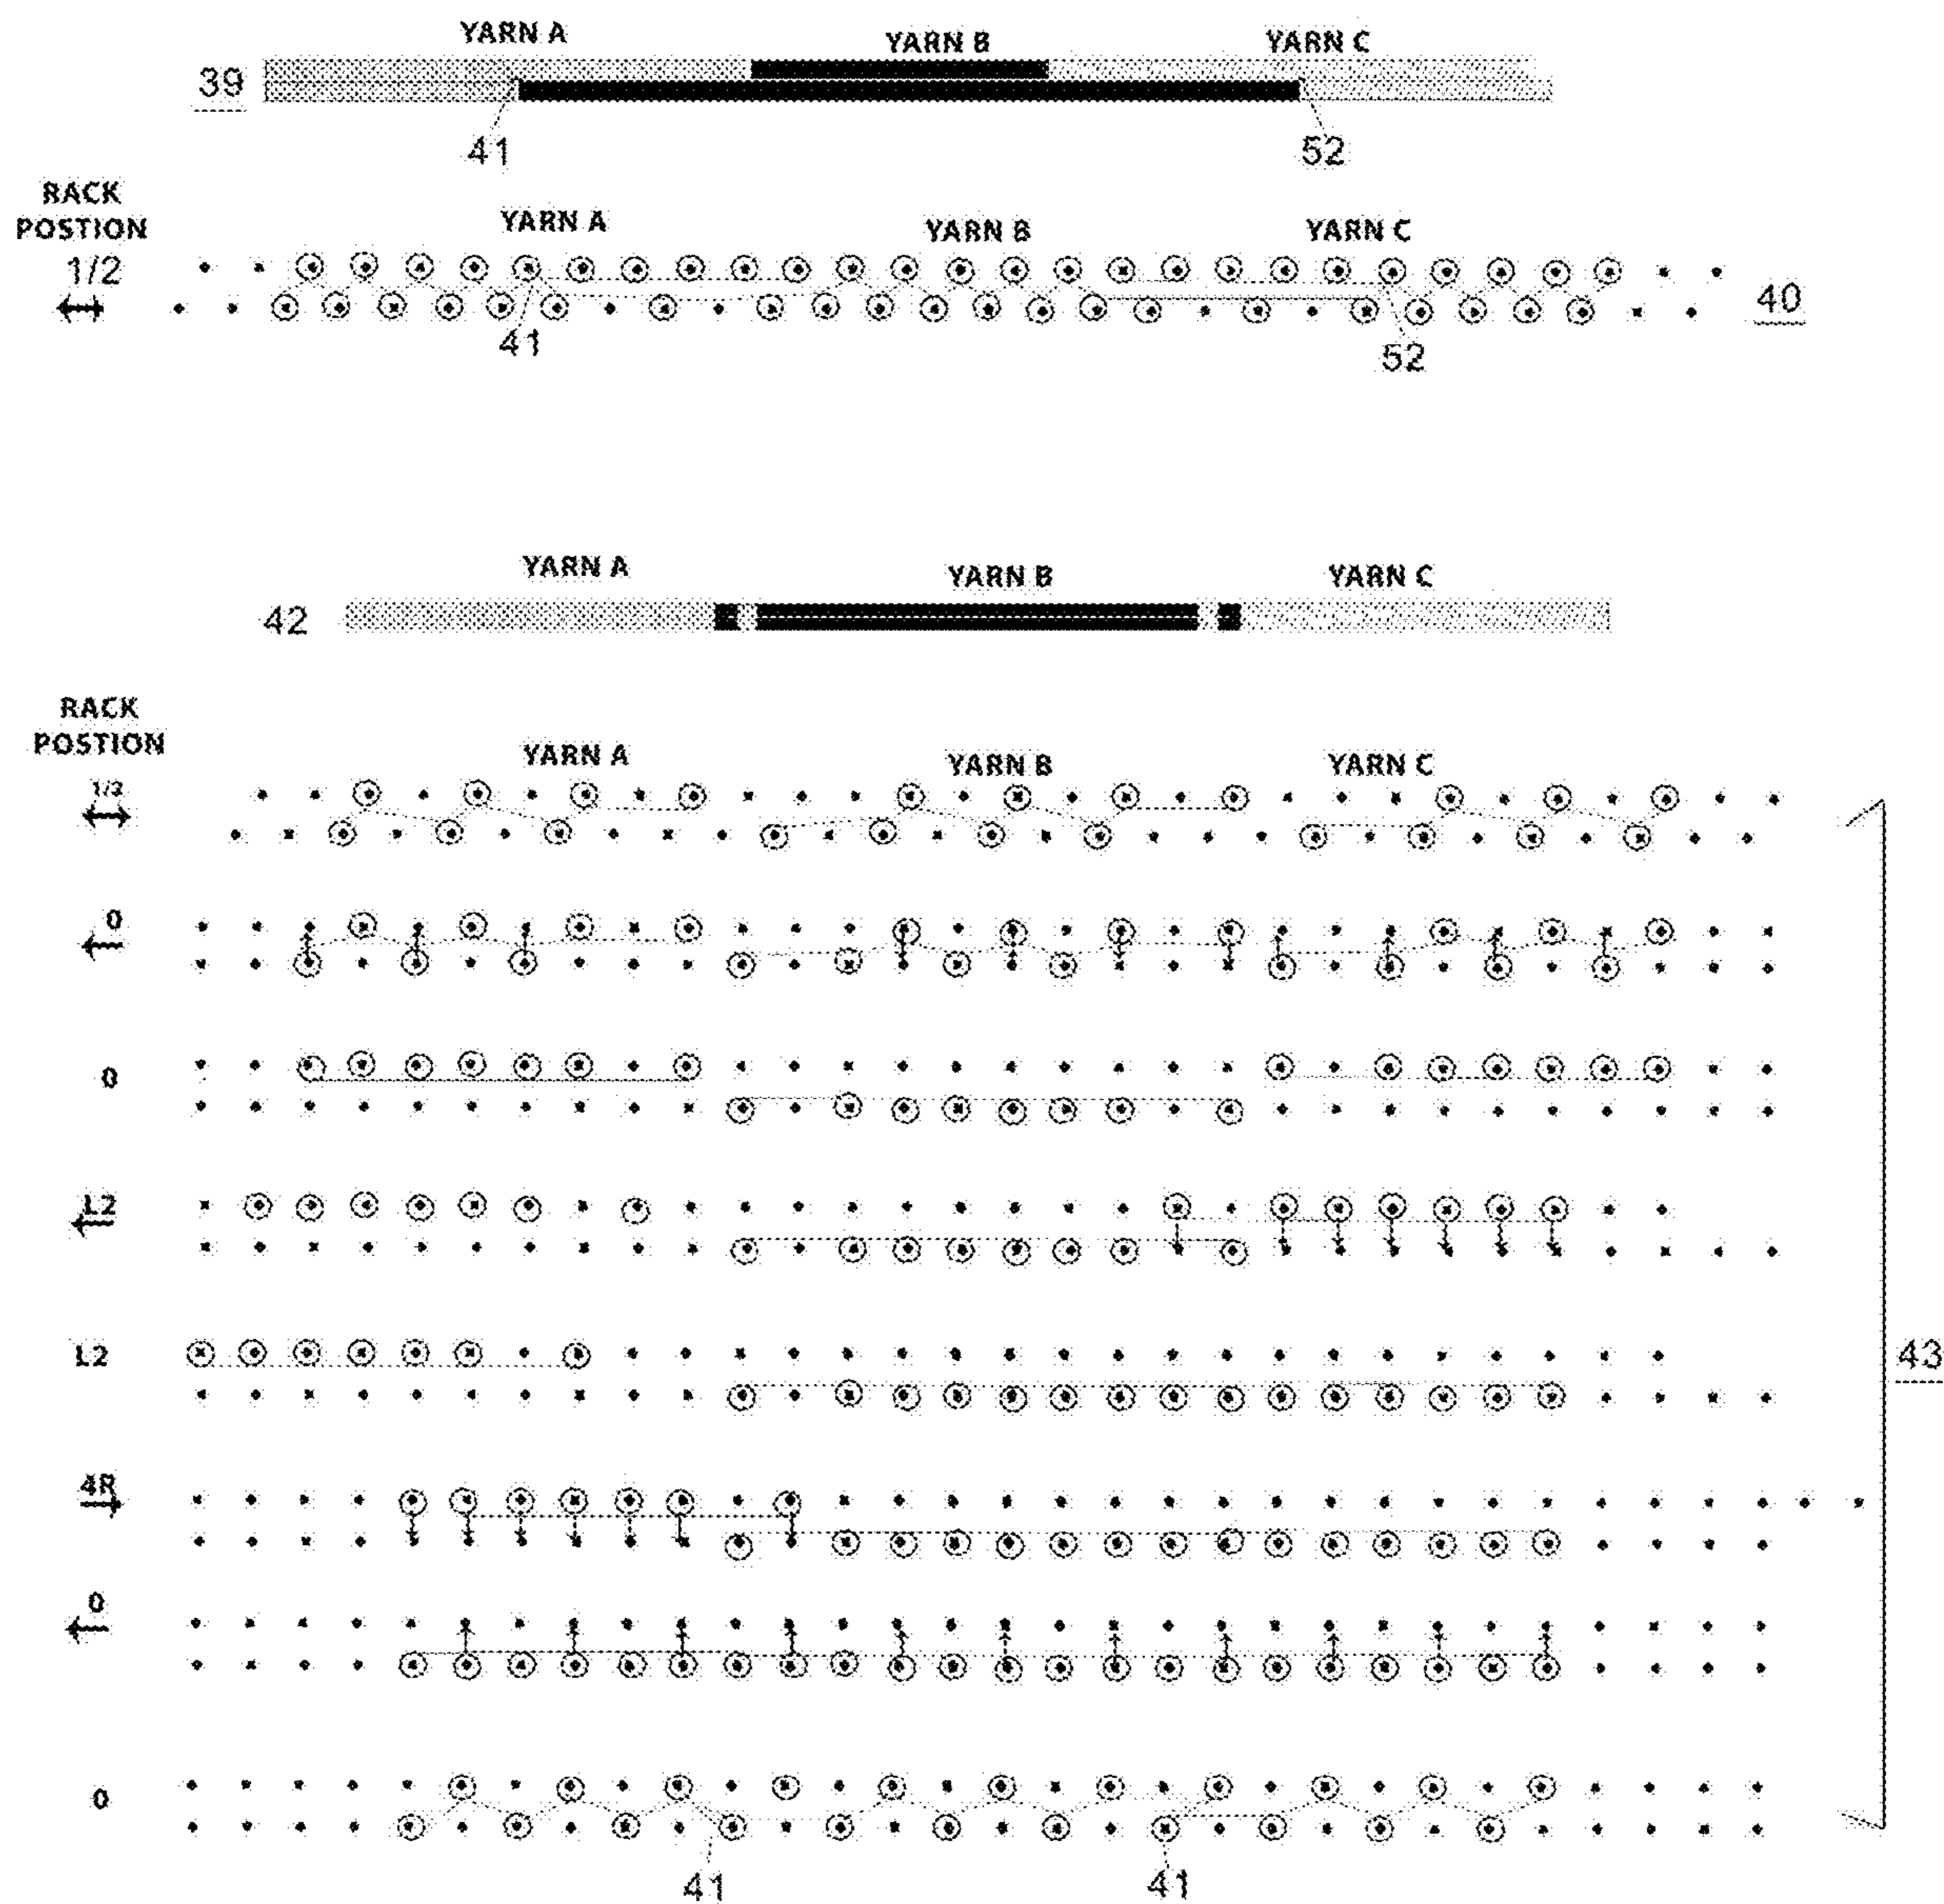 YARN A YARN B YARN C
39
41 52
RACK
POSTION
YARN A YARN B YARN C
1/2
40
41 52
YARN A YARN B YARN C
42
RACK
POSTION
YARN A YARN B YARN C
1/2
0
0
L2
L2
43
4R
0
0
41 41